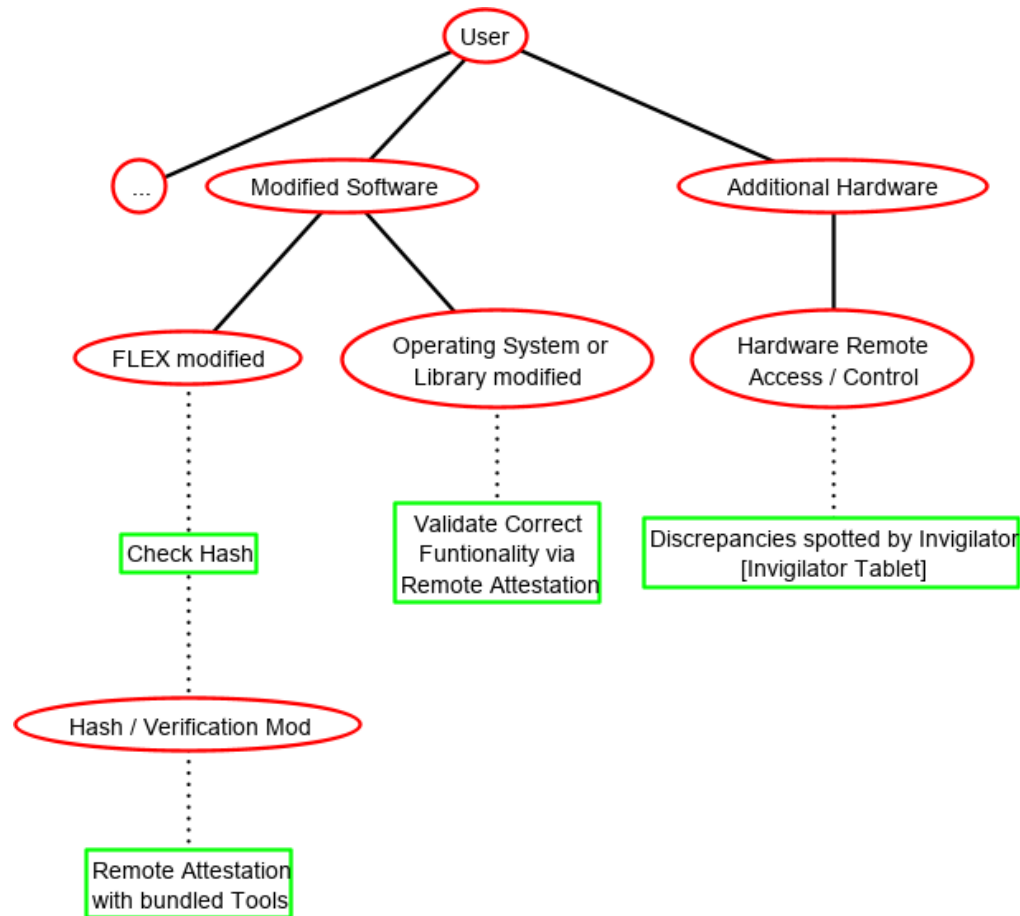 User
...
Modified Software
Additional Hardware
FLEX modified
Operating System or
Library modified
Hardware Remote
Access / Control
Check Hash
Validate Correct
Funtionality via
Remote Attestation
Discrepancies spotted by Invigilator
[Invigilator Tablet]
Hash / Verification Mod
Remote Attestation
with bundled Tools